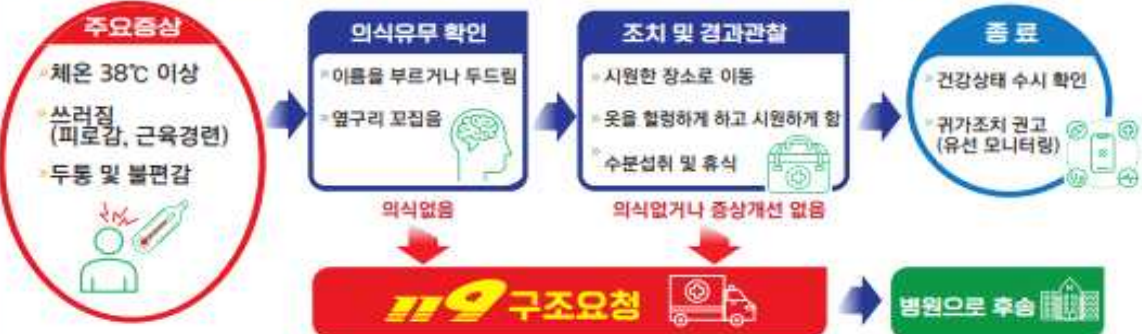 주요증상
체온 38℃ 이상
쓰러짐
(피로감, 근육경련)
두통 및 불편감
의식유무 확인
이름을 부르거나 두드림
옆구리 꼬집음
의식없음
조치 및 경과관찰
시원한 장소로 이동
옷을 헐렁하게 하고 시원하게 함
수분섭취 및 휴식
의식없거나 증상개선 없음
종료
건강상태 수시 확인
귀가조치 권고
(유선 모니터링)
119 구조요청
병원으로 후송